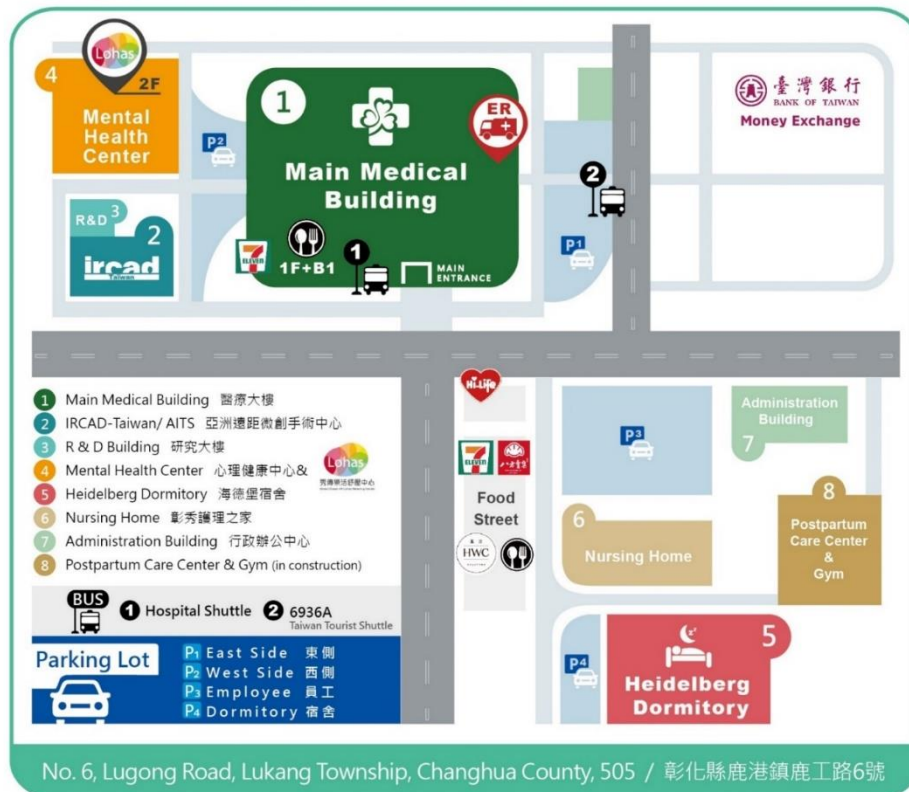 Lohas
2F
4
Mental
Health
Center
P2
1
ER
Main Medical
Building
7
ELEVEN
1F+B1
1
MAIN
ENTRANCE
2
P1
臺灣銀行
BANK OF TAIWAN
Money Exchange
R&D 3
2
ircad
Taiwan
1 Main Medical Building 醫療大樓
2 IRCAD-Taiwan/ AITS 亞洲遠距微創手術中心
3 R & D Building 研究大樓
4 Mental Health Center 心理健康中心&
Lohas
5 Heidelberg Dormitory 海德堡宿舍
6 Nursing Home 彰秀護理之家
7 Administration Building 行政辦公中心
8 Postpartum Care Center & Gym (in construction)
BUS
1 Hospital Shuttle 2 6936A
Taiwan Tourist Shuttle
Parking Lot
P1 East Side 東側
P2 West Side 西側
P3 Employee 員工
P4 Dormitory 宿舍
Hi-Life
7
ELEVEN
Food
Street
HWC
P3
Administration
Building
7
6
Nursing Home
8
Postpartum
Care Center
&
Gym
P4
5
Heidelberg
Dormitory
No. 6, Lugong Road, Lukang Township, Changhua County, 505 / 彰化縣鹿港鎮鹿工路6號